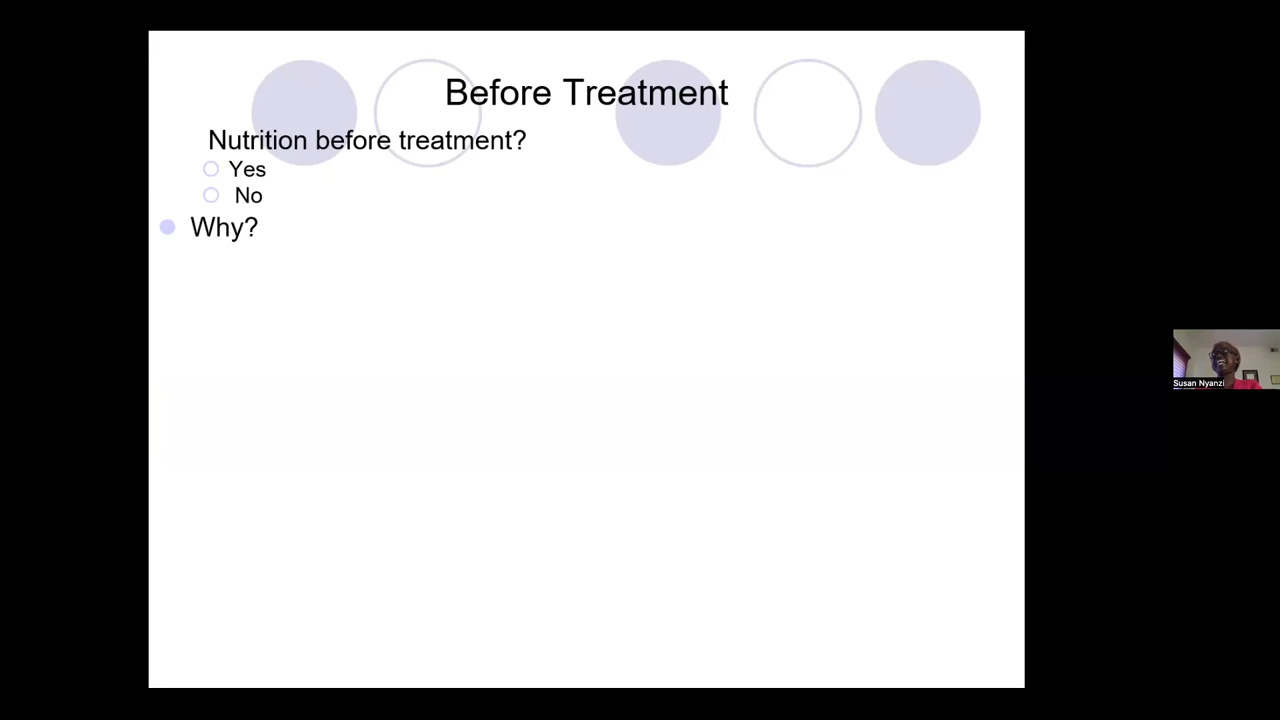 Before Treatment
Nutrition before treatment?
Yes
No
Why?
Susan Nyanzi